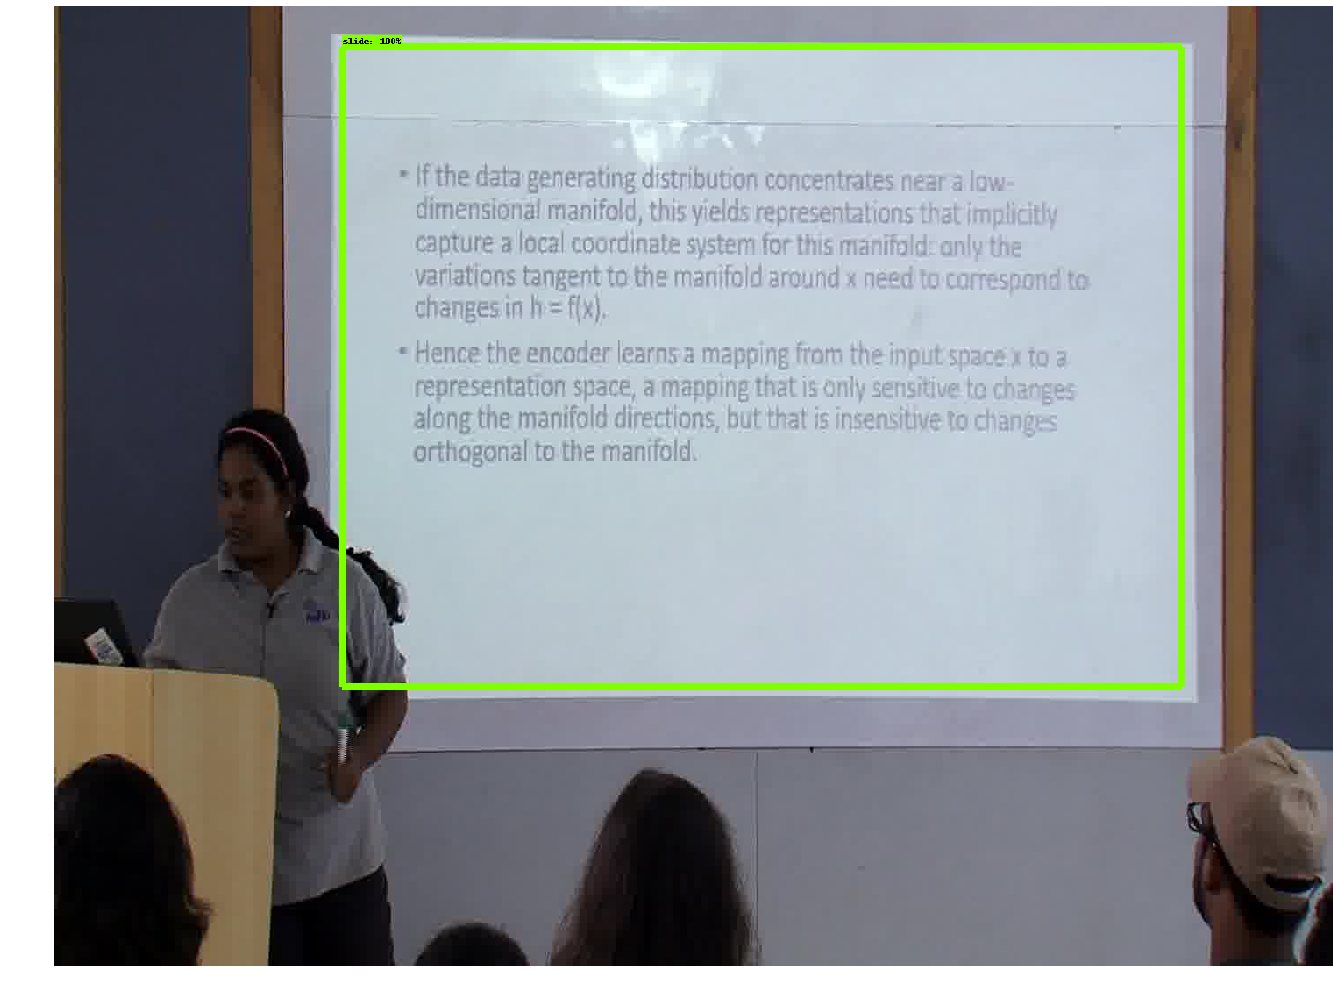 slide: 100%
• If the data generating distribution concentrates near a low-
dimensional manifold, this yields representations that implicitly
capture a local coordinate system for this manifold: only the
variations tangent to the manifold around x need to correspond to
changes in h = f(x).
• Hence the encoder learns a mapping from the input space x to a
representation space, a mapping that is only sensitive to changes
along the manifold directions, but that is insensitive to changes
orthogonal to the manifold.